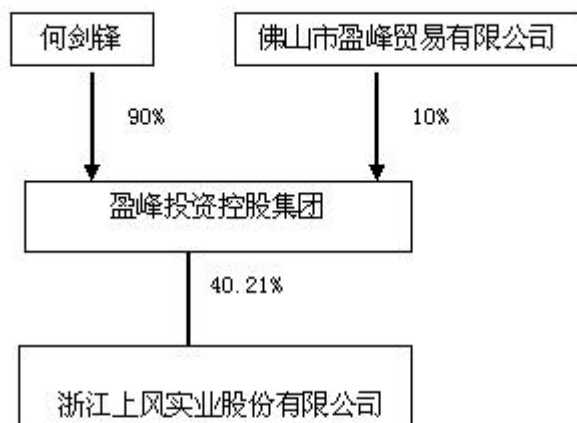 何剑锋
佛山市盈峰贸易有限公司
90%
10%
盈峰投资控股集团
40.21%
浙江上风实业股份有限公司